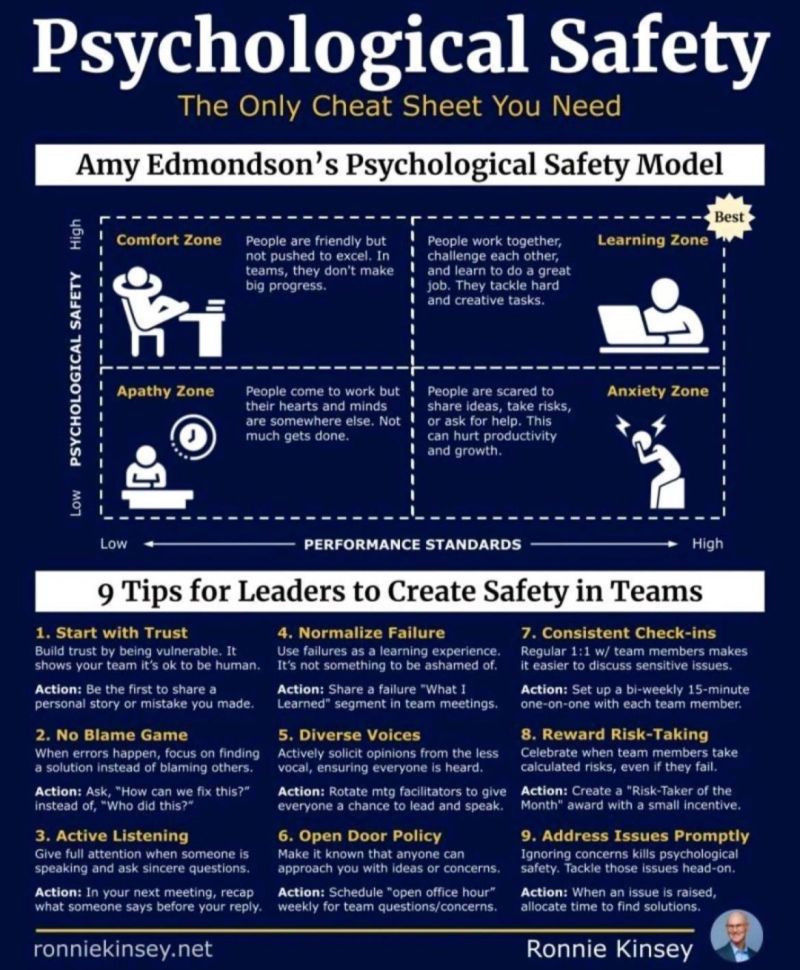 Psychological Safety
The Only Cheat Sheet You Need
Amy Edmondson's Psychological Safety Model
Best
High
PSYCHOLOGICAL SAFETY
Low
Comfort Zone
People are friendly but
not pushed to excel. In
teams, they don't make
big progress.
People work together,
challenge each other,
and learn to do a great
job. They tackle hard
and creative tasks.
Learning Zone
Apathy Zone
People come to work but
their hearts and minds
are somewhere else. Not
much gets done.
People are scared to
share ideas, take risks,
or ask for help. This
can hurt productivity
and growth.
Anxiety Zone
Low
PERFORMANCE STANDARDS
High
9 Tips for Leaders to Create Safety in Teams
1. Start with Trust
Build trust by being vulnerable. It
shows your team it's ok to be human.
Action: Be the first to share a
personal story or mistake you made.
2. No Blame Game
When errors happen, focus on finding
a solution instead of blaming others.
Action: Ask, "How can we fix this?"
instead of, "Who did this?"
3. Active Listening
Give full attention when someone is
speaking and ask sincere questions.
Action: In your next meeting, recap
what someone says before your reply.
4. Normalize Failure
Use failures as a learning experience.
It's not something to be ashamed of.
Action: Share a failure "What I
Learned" segment in team meetings.
5. Diverse Voices
Actively solicit opinions from the less
vocal, ensuring everyone is heard.
Action: Rotate mtg facilitators to give
everyone a chance to lead and speak.
6. Open Door Policy
Make it known that anyone can
approach you with ideas or concerns.
Action: Schedule "open office hour"
weekly for team questions/concerns.
7. Consistent Check-ins
Regular 1:1 w/ team members makes
it easier to discuss sensitive issues.
Action: Set up a bi-weekly 15-minute
one-on-one with each team member.
8. Reward Risk-Taking
Celebrate when team members take
calculated risks, even if they fail.
Action: Create a "Risk-Taker of the
Month" award with a small incentive.
9. Address Issues Promptly
Ignoring concerns kills psychological
safety. Tackle those issues head-on.
Action: When an issue is raised,
allocate time to find solutions.
ronniekinsey.net
Ronnie Kinsey